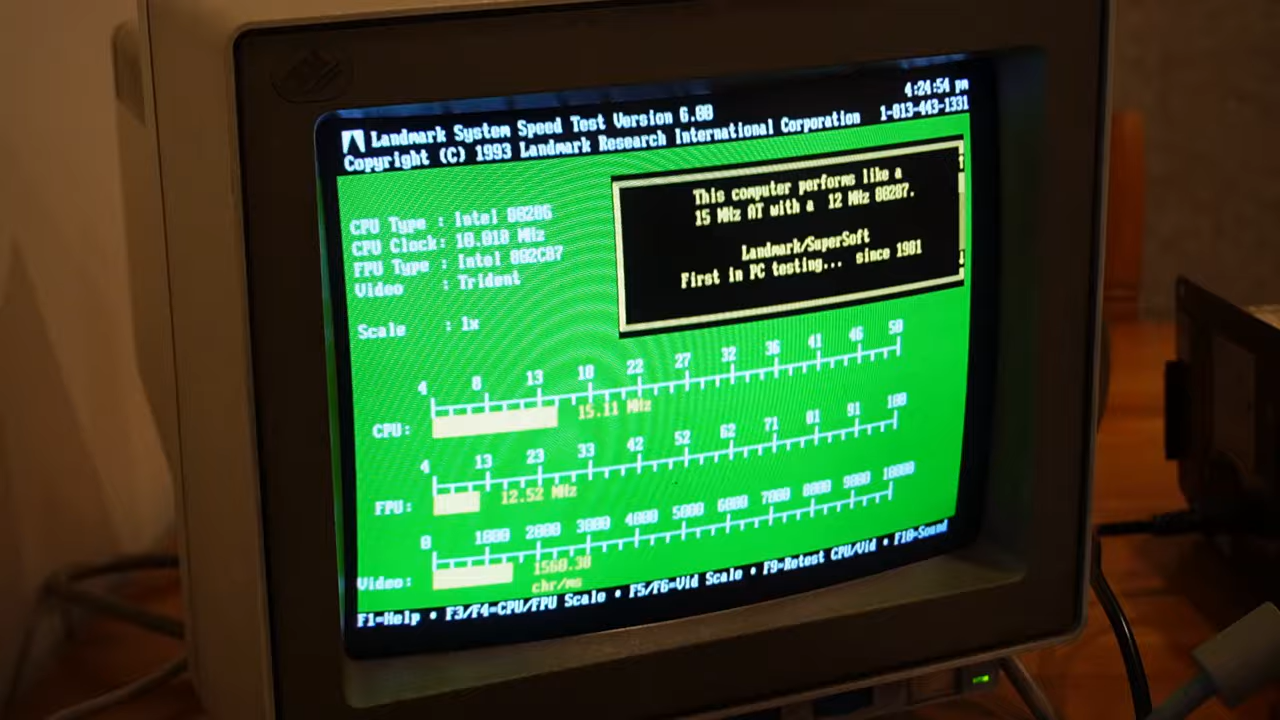 4:24:54 pm
Landmark System Speed Test Version 6.00
1-813-443-1331
Copyright (C) 1993 Landmark Research International Corporation
This computer performs like a
15 MHz AT with a 12 MHz 80287.
Landmark/SuperSoft
First in PC testing... since 1981
CPU Type : Intel 80286
CPU Clock: 10.010 MHz
FPU Type : Intel 802C87
Video : Trident
Scale : 1x
4 8 13 18 22 27 32 36 41 46 50
CPU: 15.11 MHz
4 13 23 33 42 52 62 71 81 91 100
FPU: 12.52 MHz
0 1000 2000 3000 4000 5000 6000 7000 8000 9000 10000
Video: 1560.38
chr/ms
F1=Help • F3/F4=CPU/FPU Scale • F5/F6=Vid Scale • F9=Retest CPU/Vid • F10=Sound